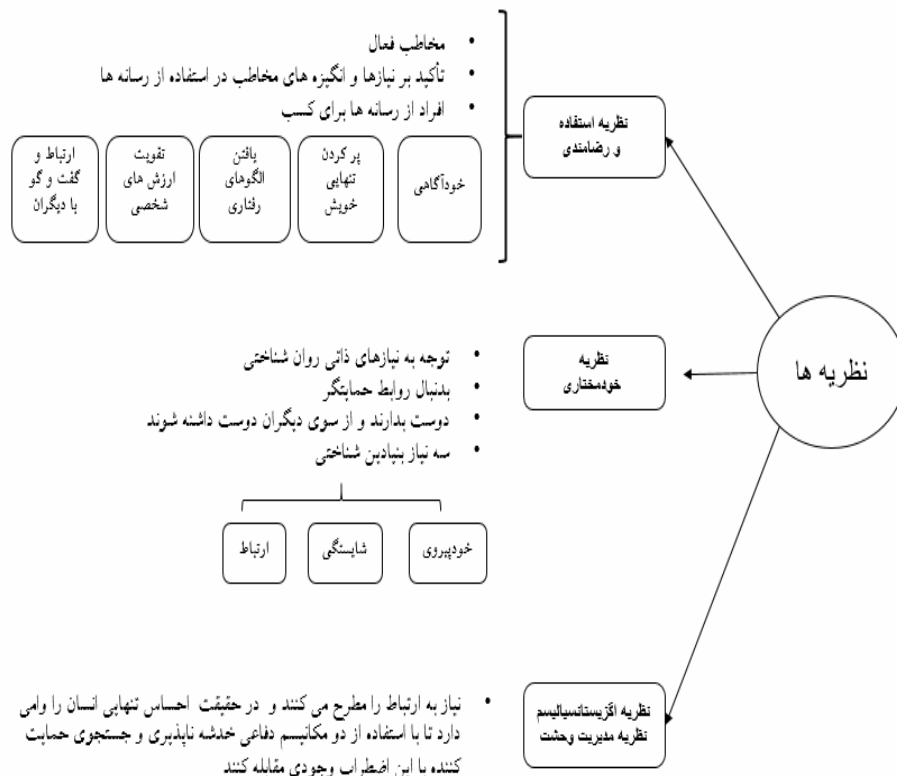 نظریه ها
نظریه استفاده
و رضامندی
• مخاطب فعال
• تأکید بر نیازها و انگیزه های مخاطب در استفاده از رسانه ها
• افراد از رسانه ها برای کسب
خودآگاهی
پر کردن
تنهایی
خویش
یافتن
الگوهای
رفتاری
تقویت
ارزش های
شخصی
ارتباط و
گفت و گو
با دیگران
نظریه
خودمختاری
• توجه به نیازهای ذاتی روان شناختی
• بدنبال روابط حمایتگر
• دوست بدارند و از سوی دیگران دوست داشته شوند
• سه نیاز بنیادین شناختی
خودپیروی
شایستگی
ارتباط
نظریه اگزیستانسیالیسم
نظریه مدیریت وحشت
• نیاز به ارتباط را مطرح می کنند و در حقیقت احساس تنهایی انسان را وامی
دارد تا با استفاده از دو مکانیسم دفاعی خدشه ناپذیری و جستجوی حمایت
کننده با این اضطراب وجودی مقابله کنند